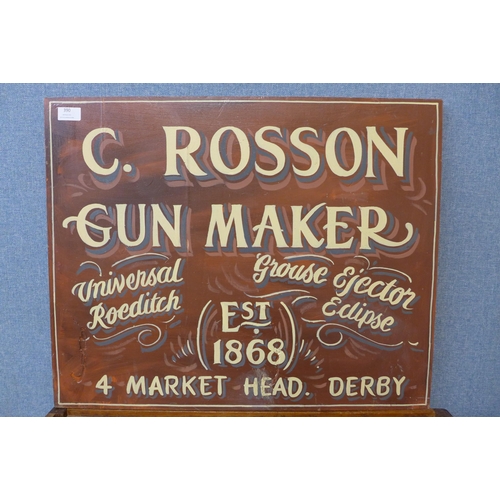 C. ROSSON
GUN MAKER
Universal
Roeditch
Grouse Ejector
Eclipse
EST.
1868
4 MARKET HEAD. DERBY